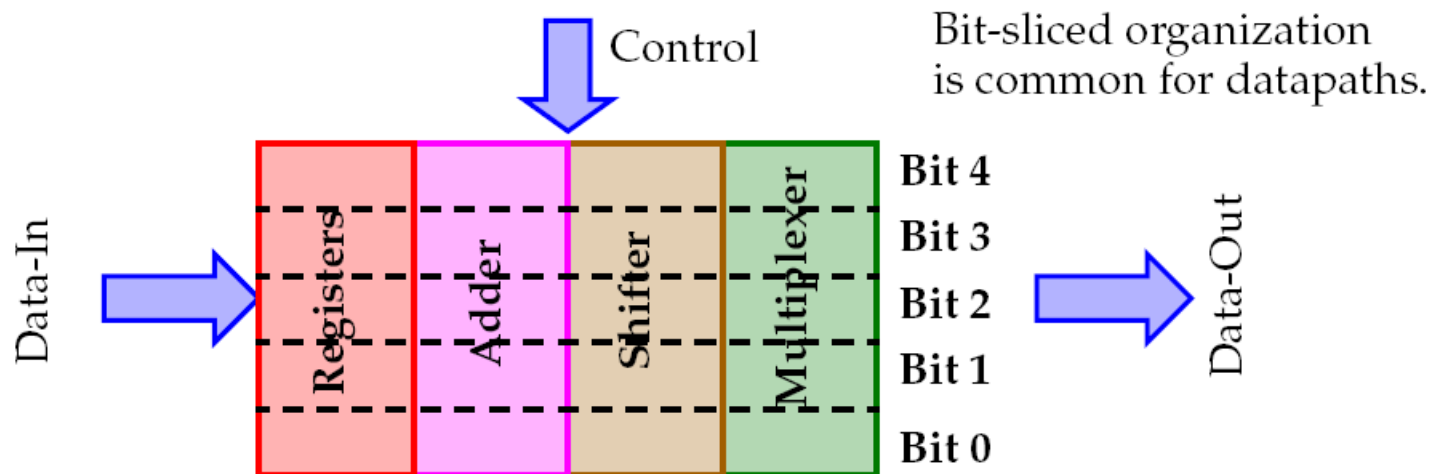 Control
Bit-sliced organization
is common for datapaths.
Data-In
Registers
Adder
Shifter
Multiplexer
Bit 4
Bit 3
Bit 2
Bit 1
Bit 0
Data-Out